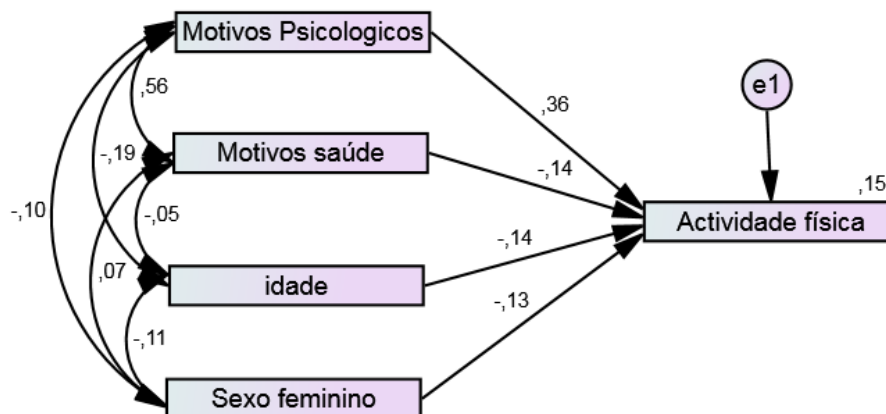 Motivos Psicologicos
,56
,36
e1
-,19
Motivos saúde
-,14
,15
-,10
-,05
Actividade física
-,14
,07
idade
-,13
-,11
Sexo feminino